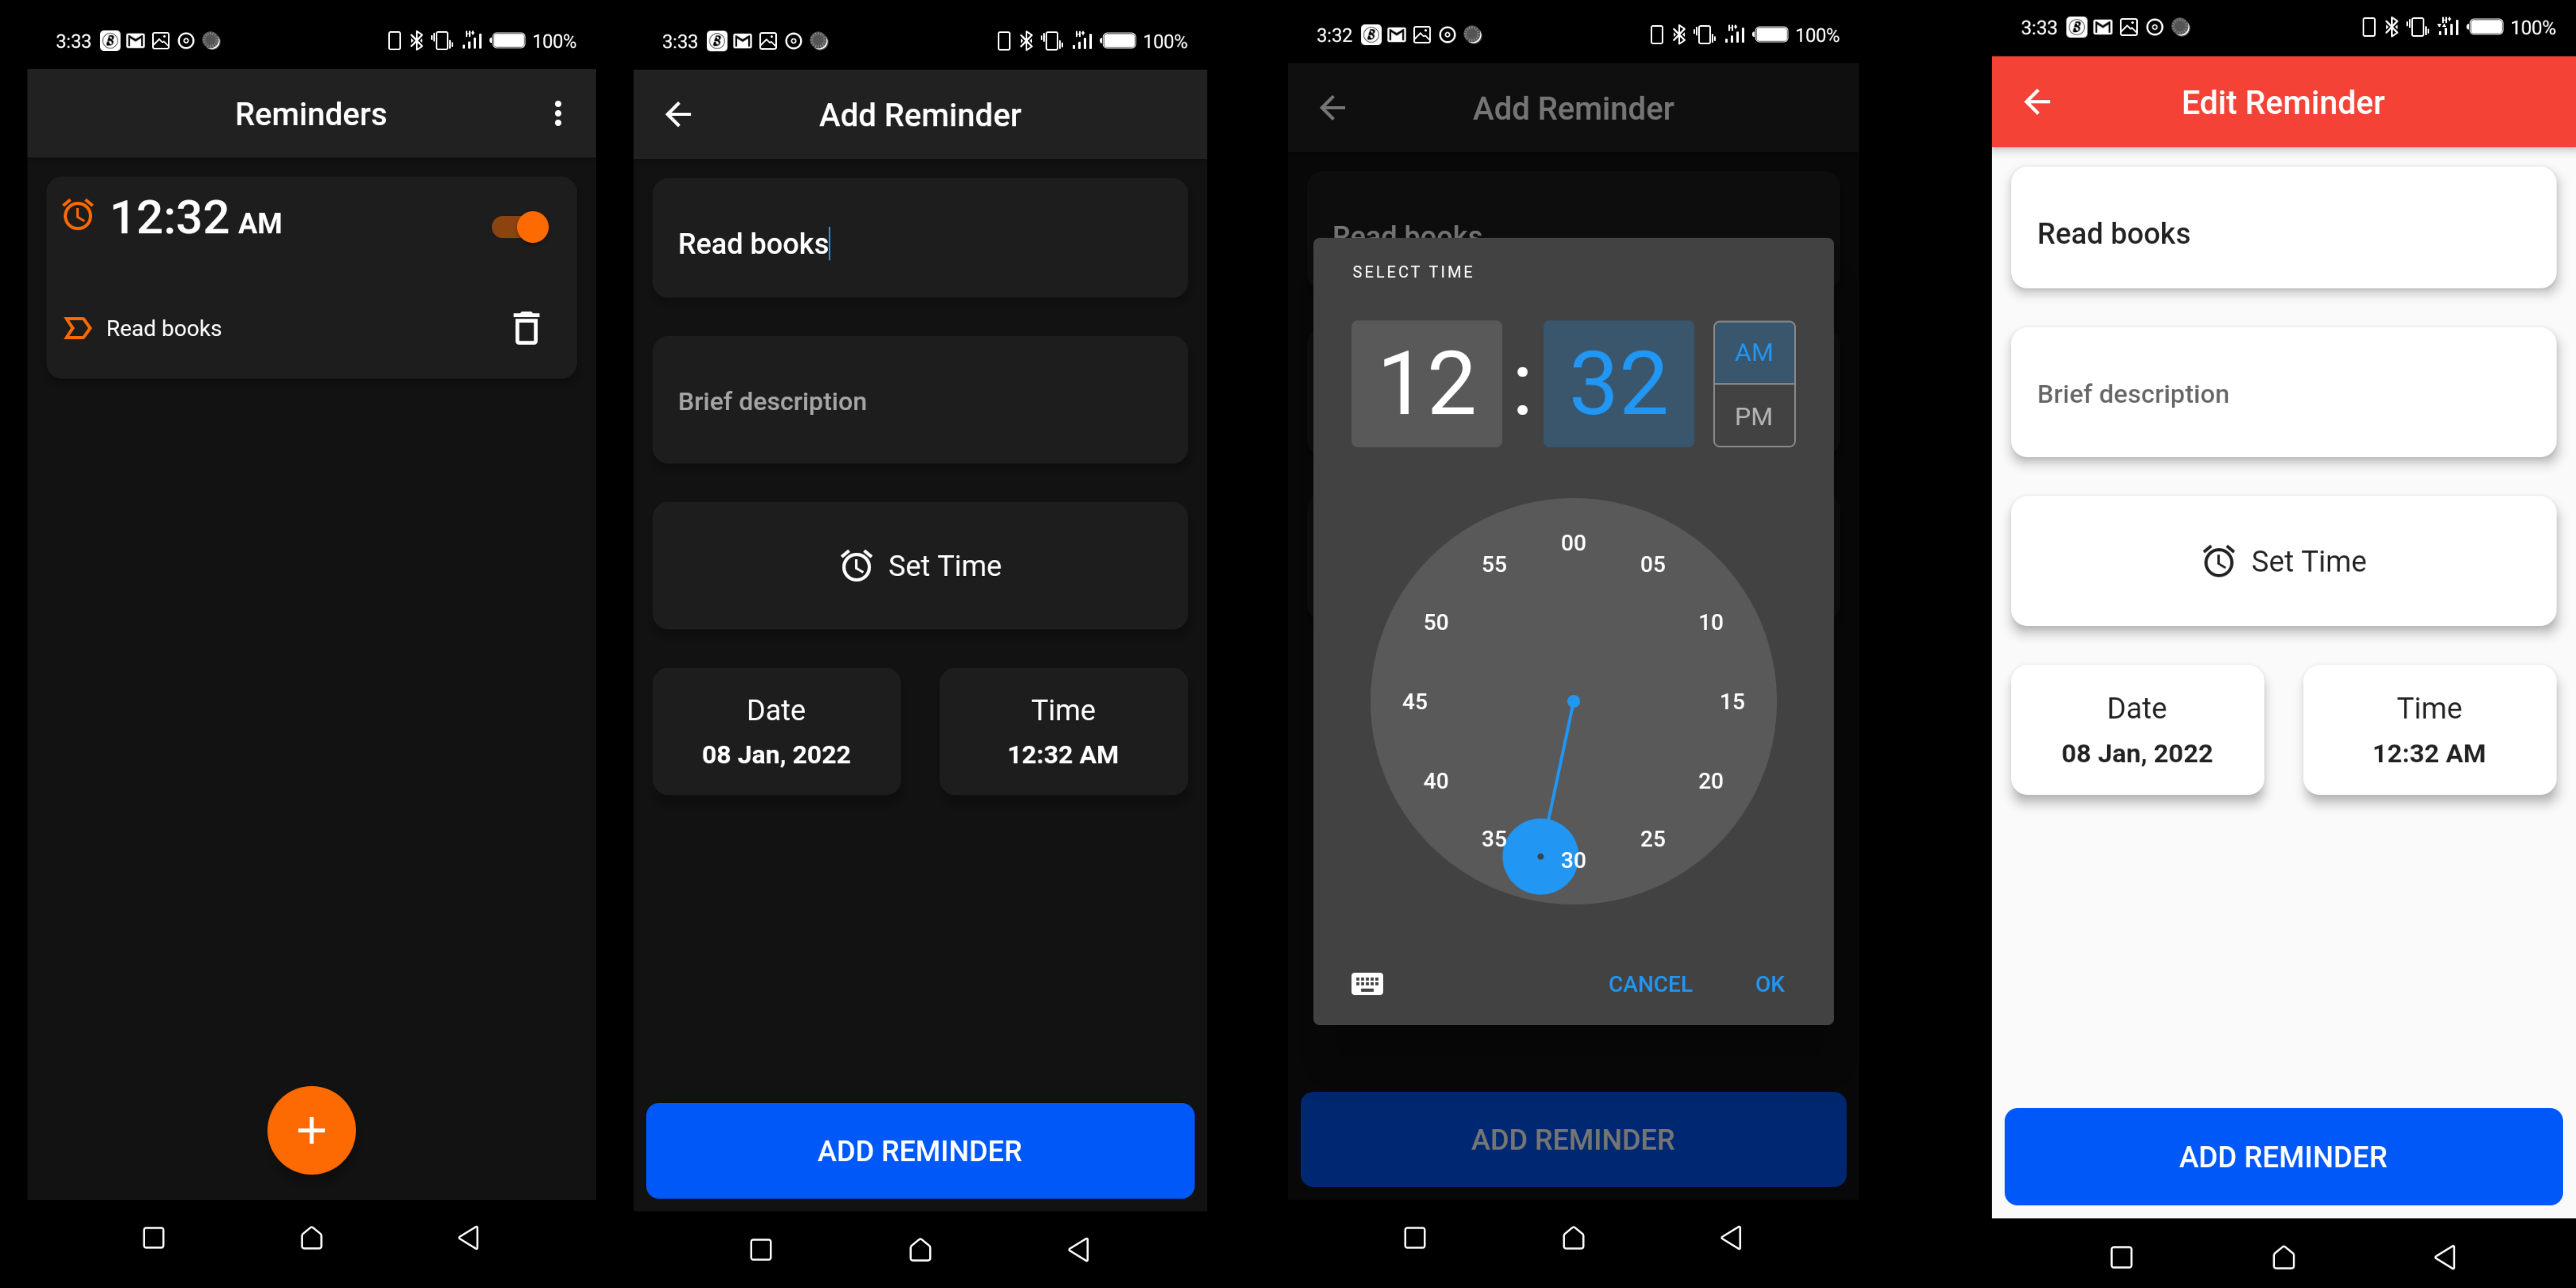 3:33 100%
Reminders
12:32 AM
Read books
3:33 100%
Add Reminder
Read books
Brief description
Set Time
Date
08 Jan, 2022
Time
12:32 AM
ADD REMINDER
3:32 100%
Add Reminder
Read books
SELECT TIME
12 : 32
AM
PM
00
05
10
15
20
25
30
35
40
45
50
55
CANCEL OK
ADD REMINDER
3:33 100%
Edit Reminder
Read books
Brief description
Set Time
Date
08 Jan, 2022
Time
12:32 AM
ADD REMINDER